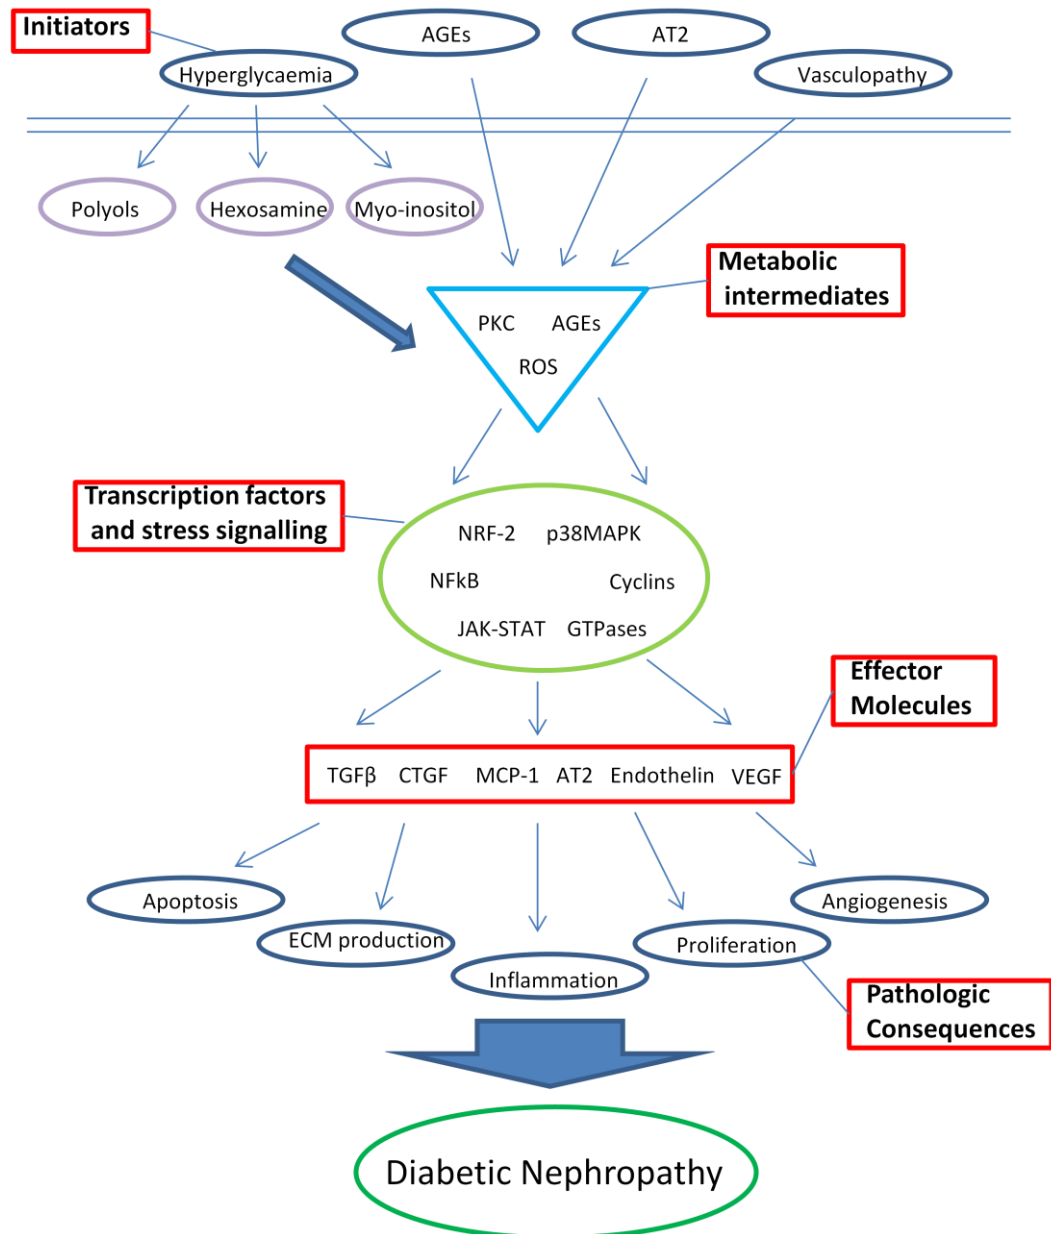 Initiators
AGEs
AT2
Hyperglycaemia
Vasculopathy
Polyols
Hexosamine
Myo-inositol
Metabolic
intermediates
PKC
AGEs
ROS
Transcription factors
and stress signalling
NRF-2
p38MAPK
NFkB
Cyclins
JAK-STAT
GTPases
Effector
Molecules
TGFβ CTGF MCP-1 AT2 Endothelin VEGF
Apoptosis
ECM production
Inflammation
Proliferation
Angiogenesis
Pathologic
Consequences
Diabetic Nephropathy